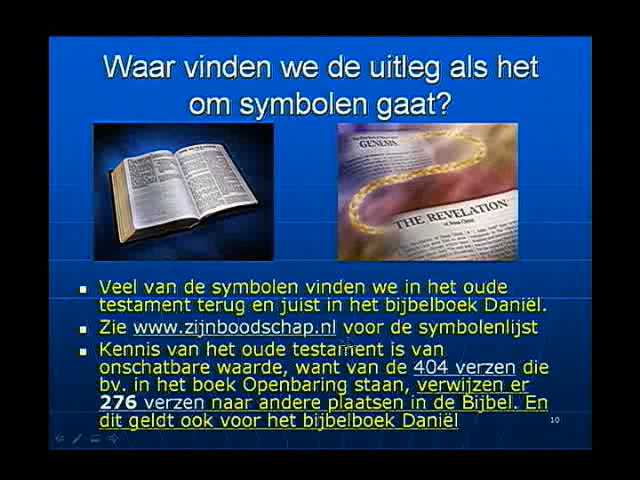 Waar vinden we de uitleg als het
om symbolen gaat?
GENESIS
THE REVELATION
Veel van de symbolen vinden we in het oude
testament terug en juist in het bijbelboek Daniël.
Zie www.zijnboodschap.nl voor de symbolenlijst
Kennis van het oude testament is van
onschatbare waarde, want van de 404 verzen die
bv. in het boek Openbaring staan, verwijzen er
276 verzen naar andere plaatsen in de Bijbel. En
dit geldt ook voor het bijbelboek Daniël
10